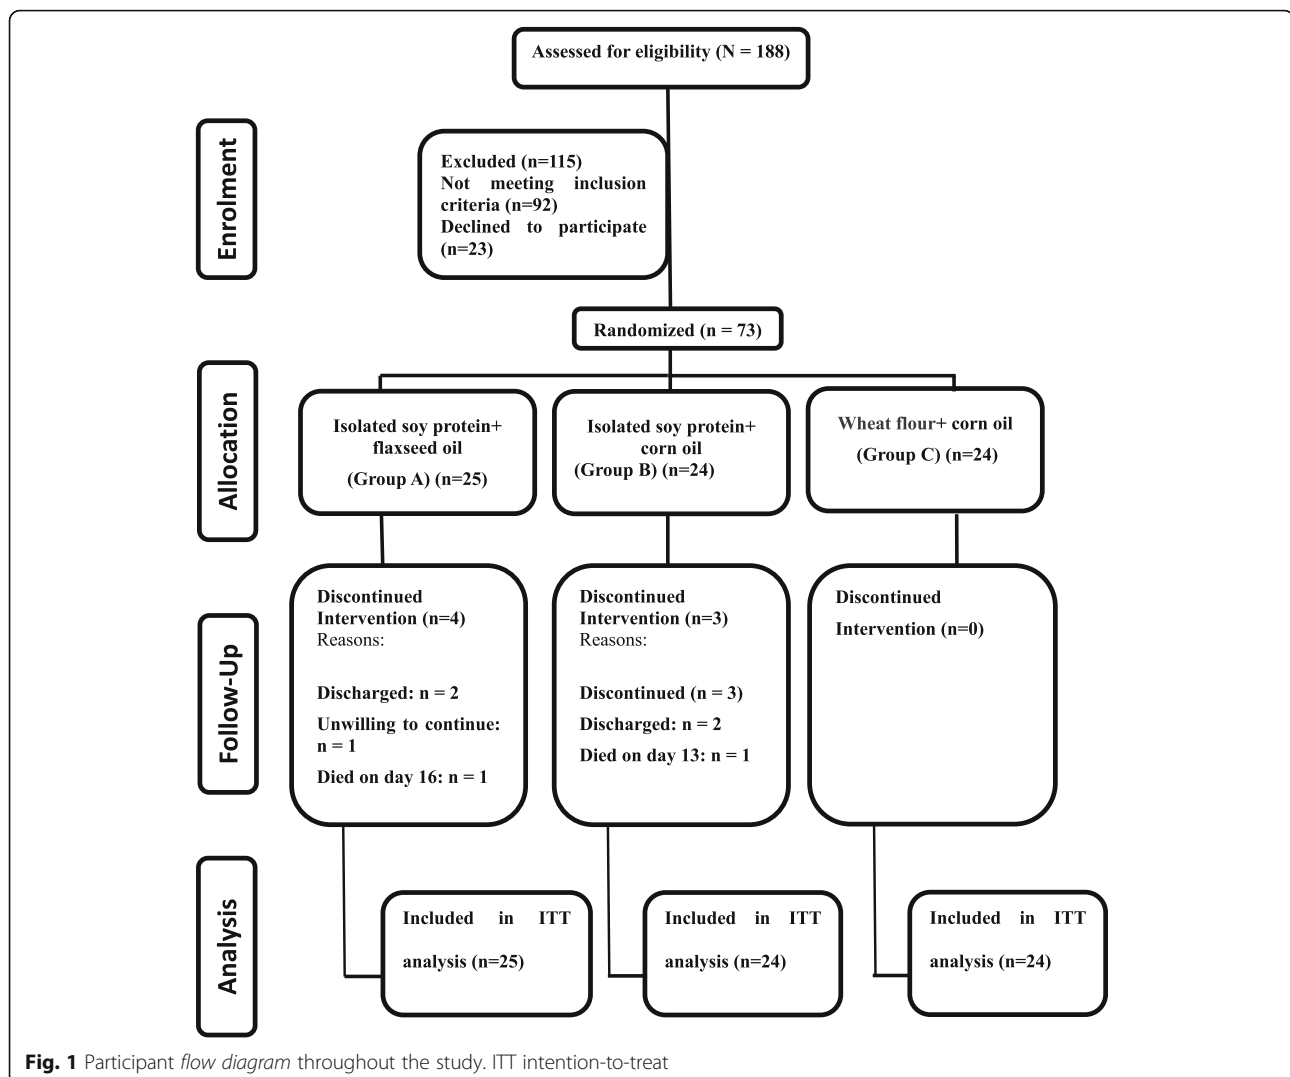 Assessed for eligibility (N = 188)
Enrolment
Excluded (n=115)
Not meeting inclusion
criteria (n=92)
Declined to participate
(n=23)
Randomized (n = 73)
Allocation
Isolated soy protein+
flaxseed oil
(Group A) (n=25)
Isolated soy protein+
corn oil
(Group B) (n=24)
Wheat flour+ corn oil
(Group C) (n=24)
Follow-Up
Discontinued
Intervention (n=4)
Reasons:
Discharged: n = 2
Unwilling to continue:
n = 1
Died on day 16: n = 1
Discontinued
Intervention (n=3)
Reasons:
Discontinued (n = 3)
Discharged: n = 2
Died on day 13: n = 1
Discontinued
Intervention (n=0)
Analysis
Included in ITT
analysis (n=25)
Included in ITT
analysis (n=24)
Included in ITT
analysis (n=24)
Fig. 1 Participant flow diagram throughout the study. ITT intention-to-treat